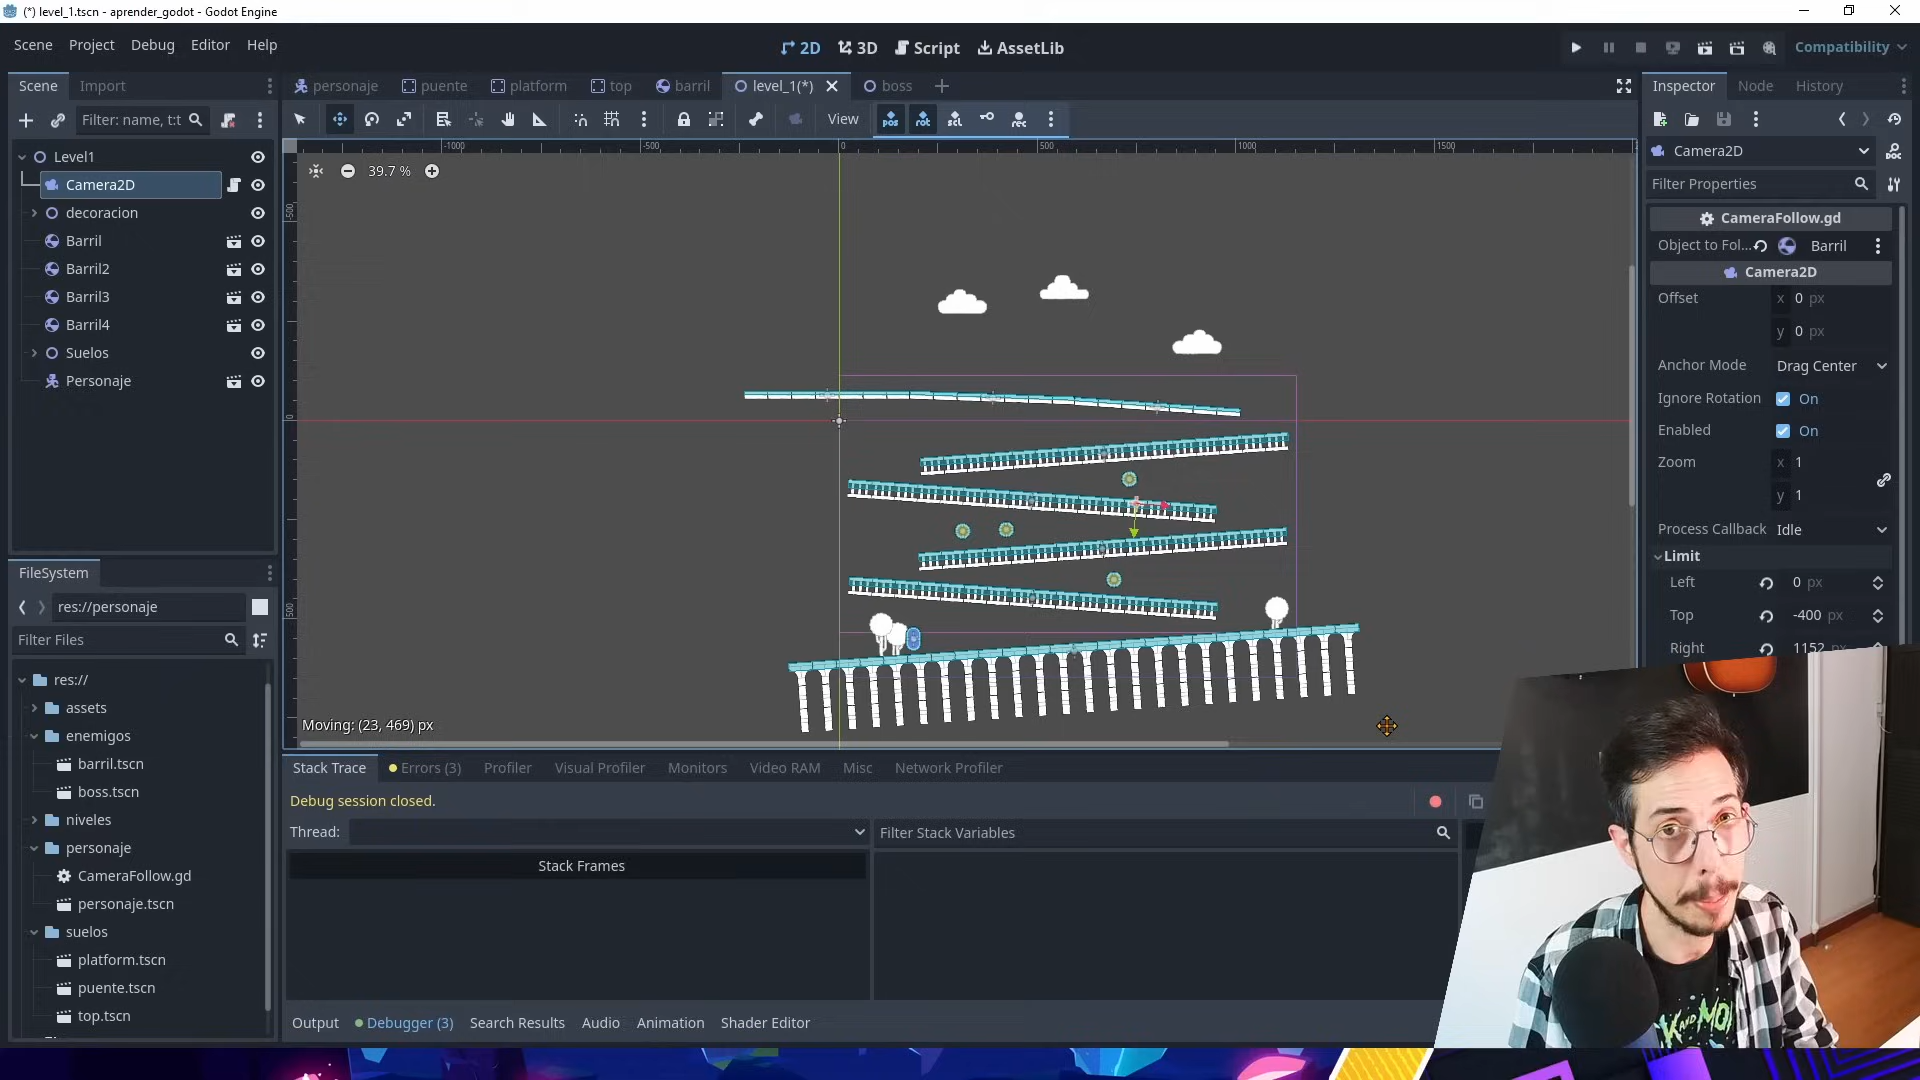 (*) level_1.tscn - aprender_godot - Godot Engine
Scene Project Debug Editor Help
2D 3D Script AssetLib
Compatibility
Scene Import
personaje puente platform top barril level_1(*) boss
Inspector Node History
Filter: name, t:t
View
Camera2D
Filter Properties
Level1
Camera2D
decoracion
Barril
Barril2
Barril3
Barril4
Suelos
Personaje
-1000 -500 0 500 1000 1500
39.7 %
-500
0
500
Moving: (23, 469) px
CameraFollow.gd
Object to Fol... Barril
Camera2D
Offset x 0 px
y 0 px
Anchor Mode Drag Center
Ignore Rotation On
Enabled On
Zoom x 1
y 1
Process Callback Idle
Limit
Left 0 px
Top -400 px
Right 1152 px
FileSystem
res://personaje
Filter Files
res://
assets
enemigos
barril.tscn
boss.tscn
niveles
personaje
CameraFollow.gd
personaje.tscn
suelos
platform.tscn
puente.tscn
top.tscn
Stack Trace Errors (3) Profiler Visual Profiler Monitors Video RAM Misc Network Profiler
Debug session closed.
Thread:
Filter Stack Variables
Stack Frames
Output Debugger (3) Search Results Audio Animation Shader Editor